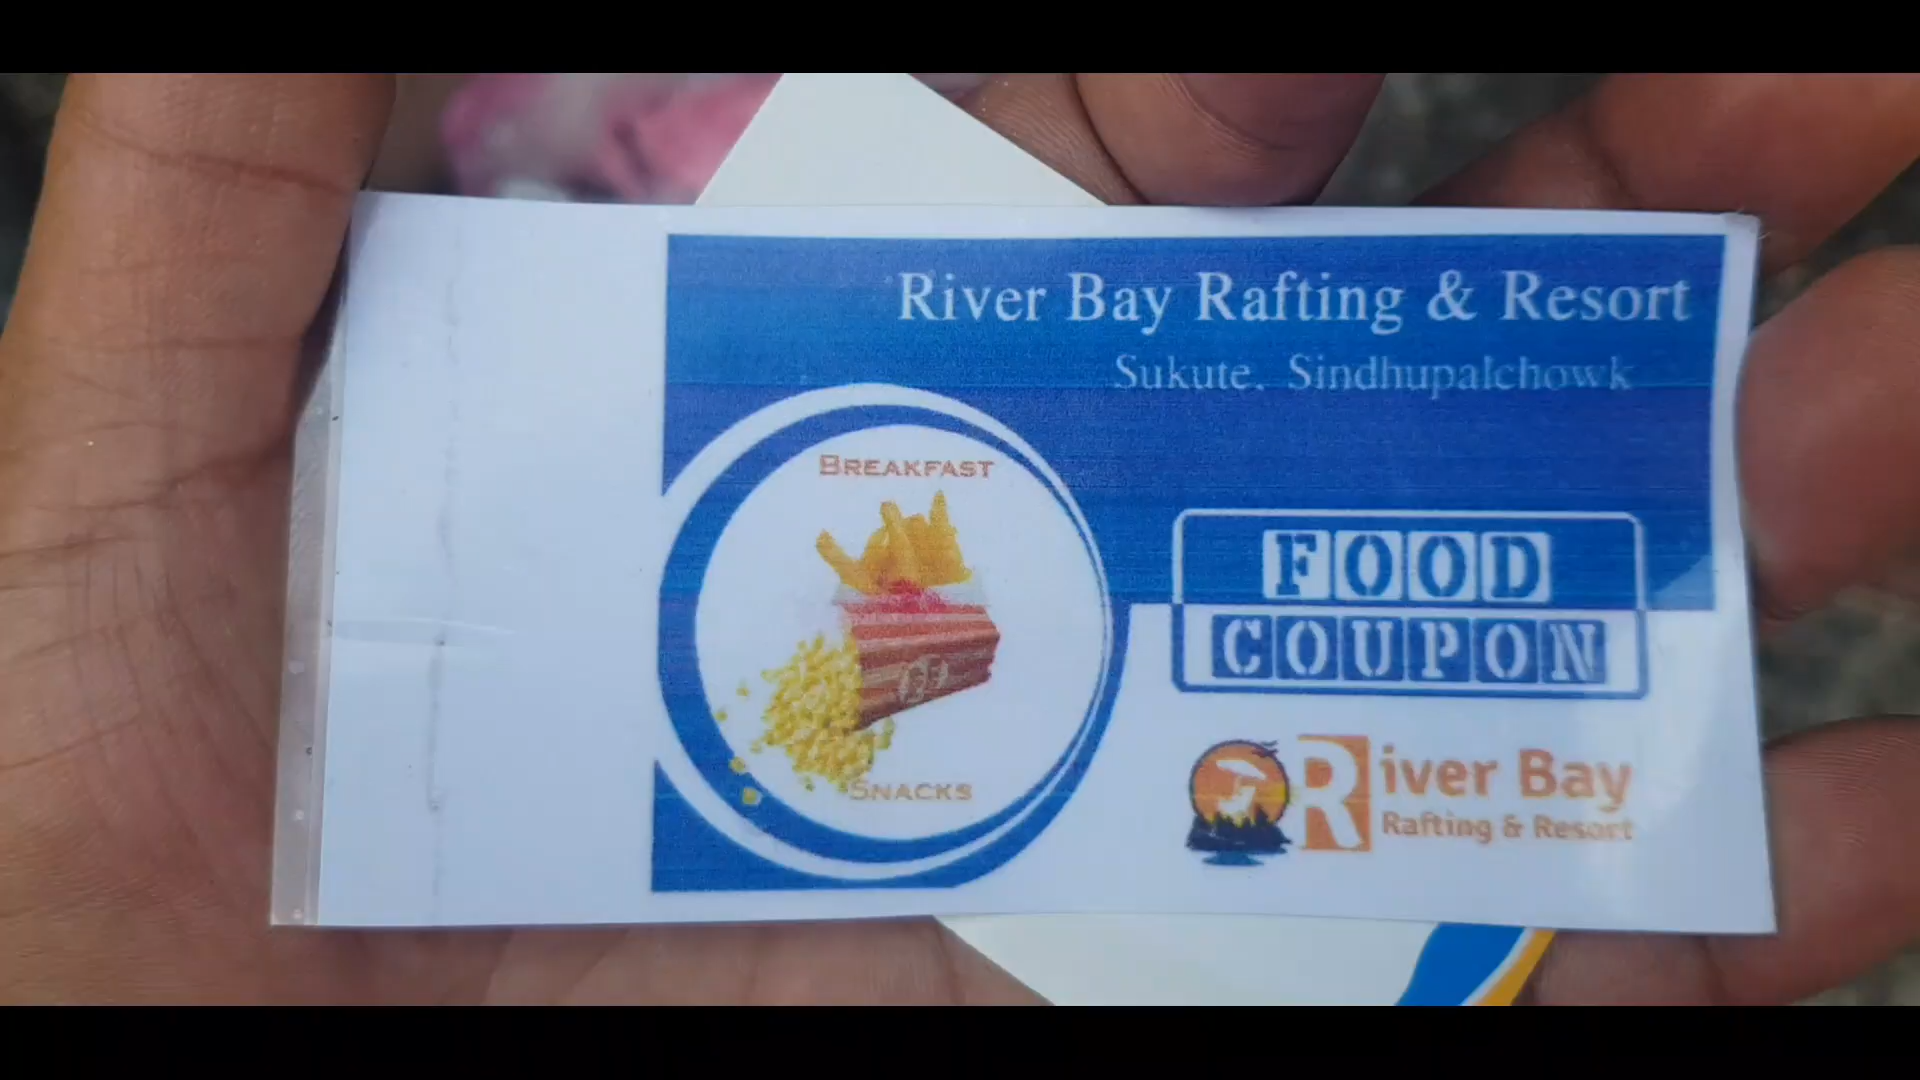 River Bay Rafting & Resort
Sukute, Sindhupalchowk
BREAKFAST
SNACKS
FOOD
COUPON
River Bay
Rafting & Resort